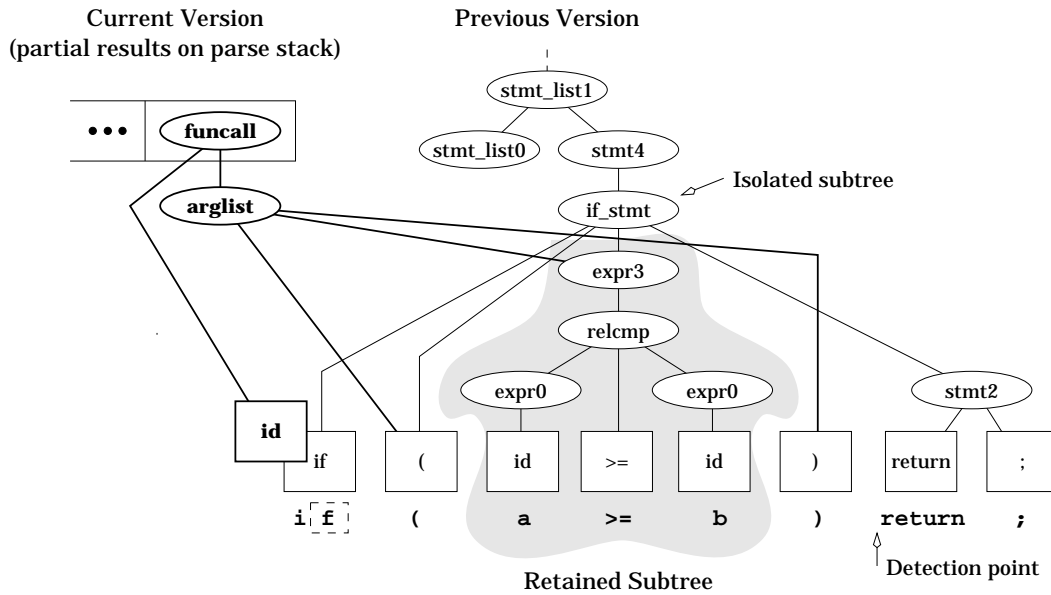 Current Version
(partial results on parse stack)
Previous Version
stmt_list1
••• funcall
stmt_list0 stmt4
Isolated subtree
arglist if_stmt
expr3
relcmp
expr0 expr0 stmt2
id
if ( id >= id ) return ;
i f ( a >= b ) return ;
Retained Subtree
Detection point